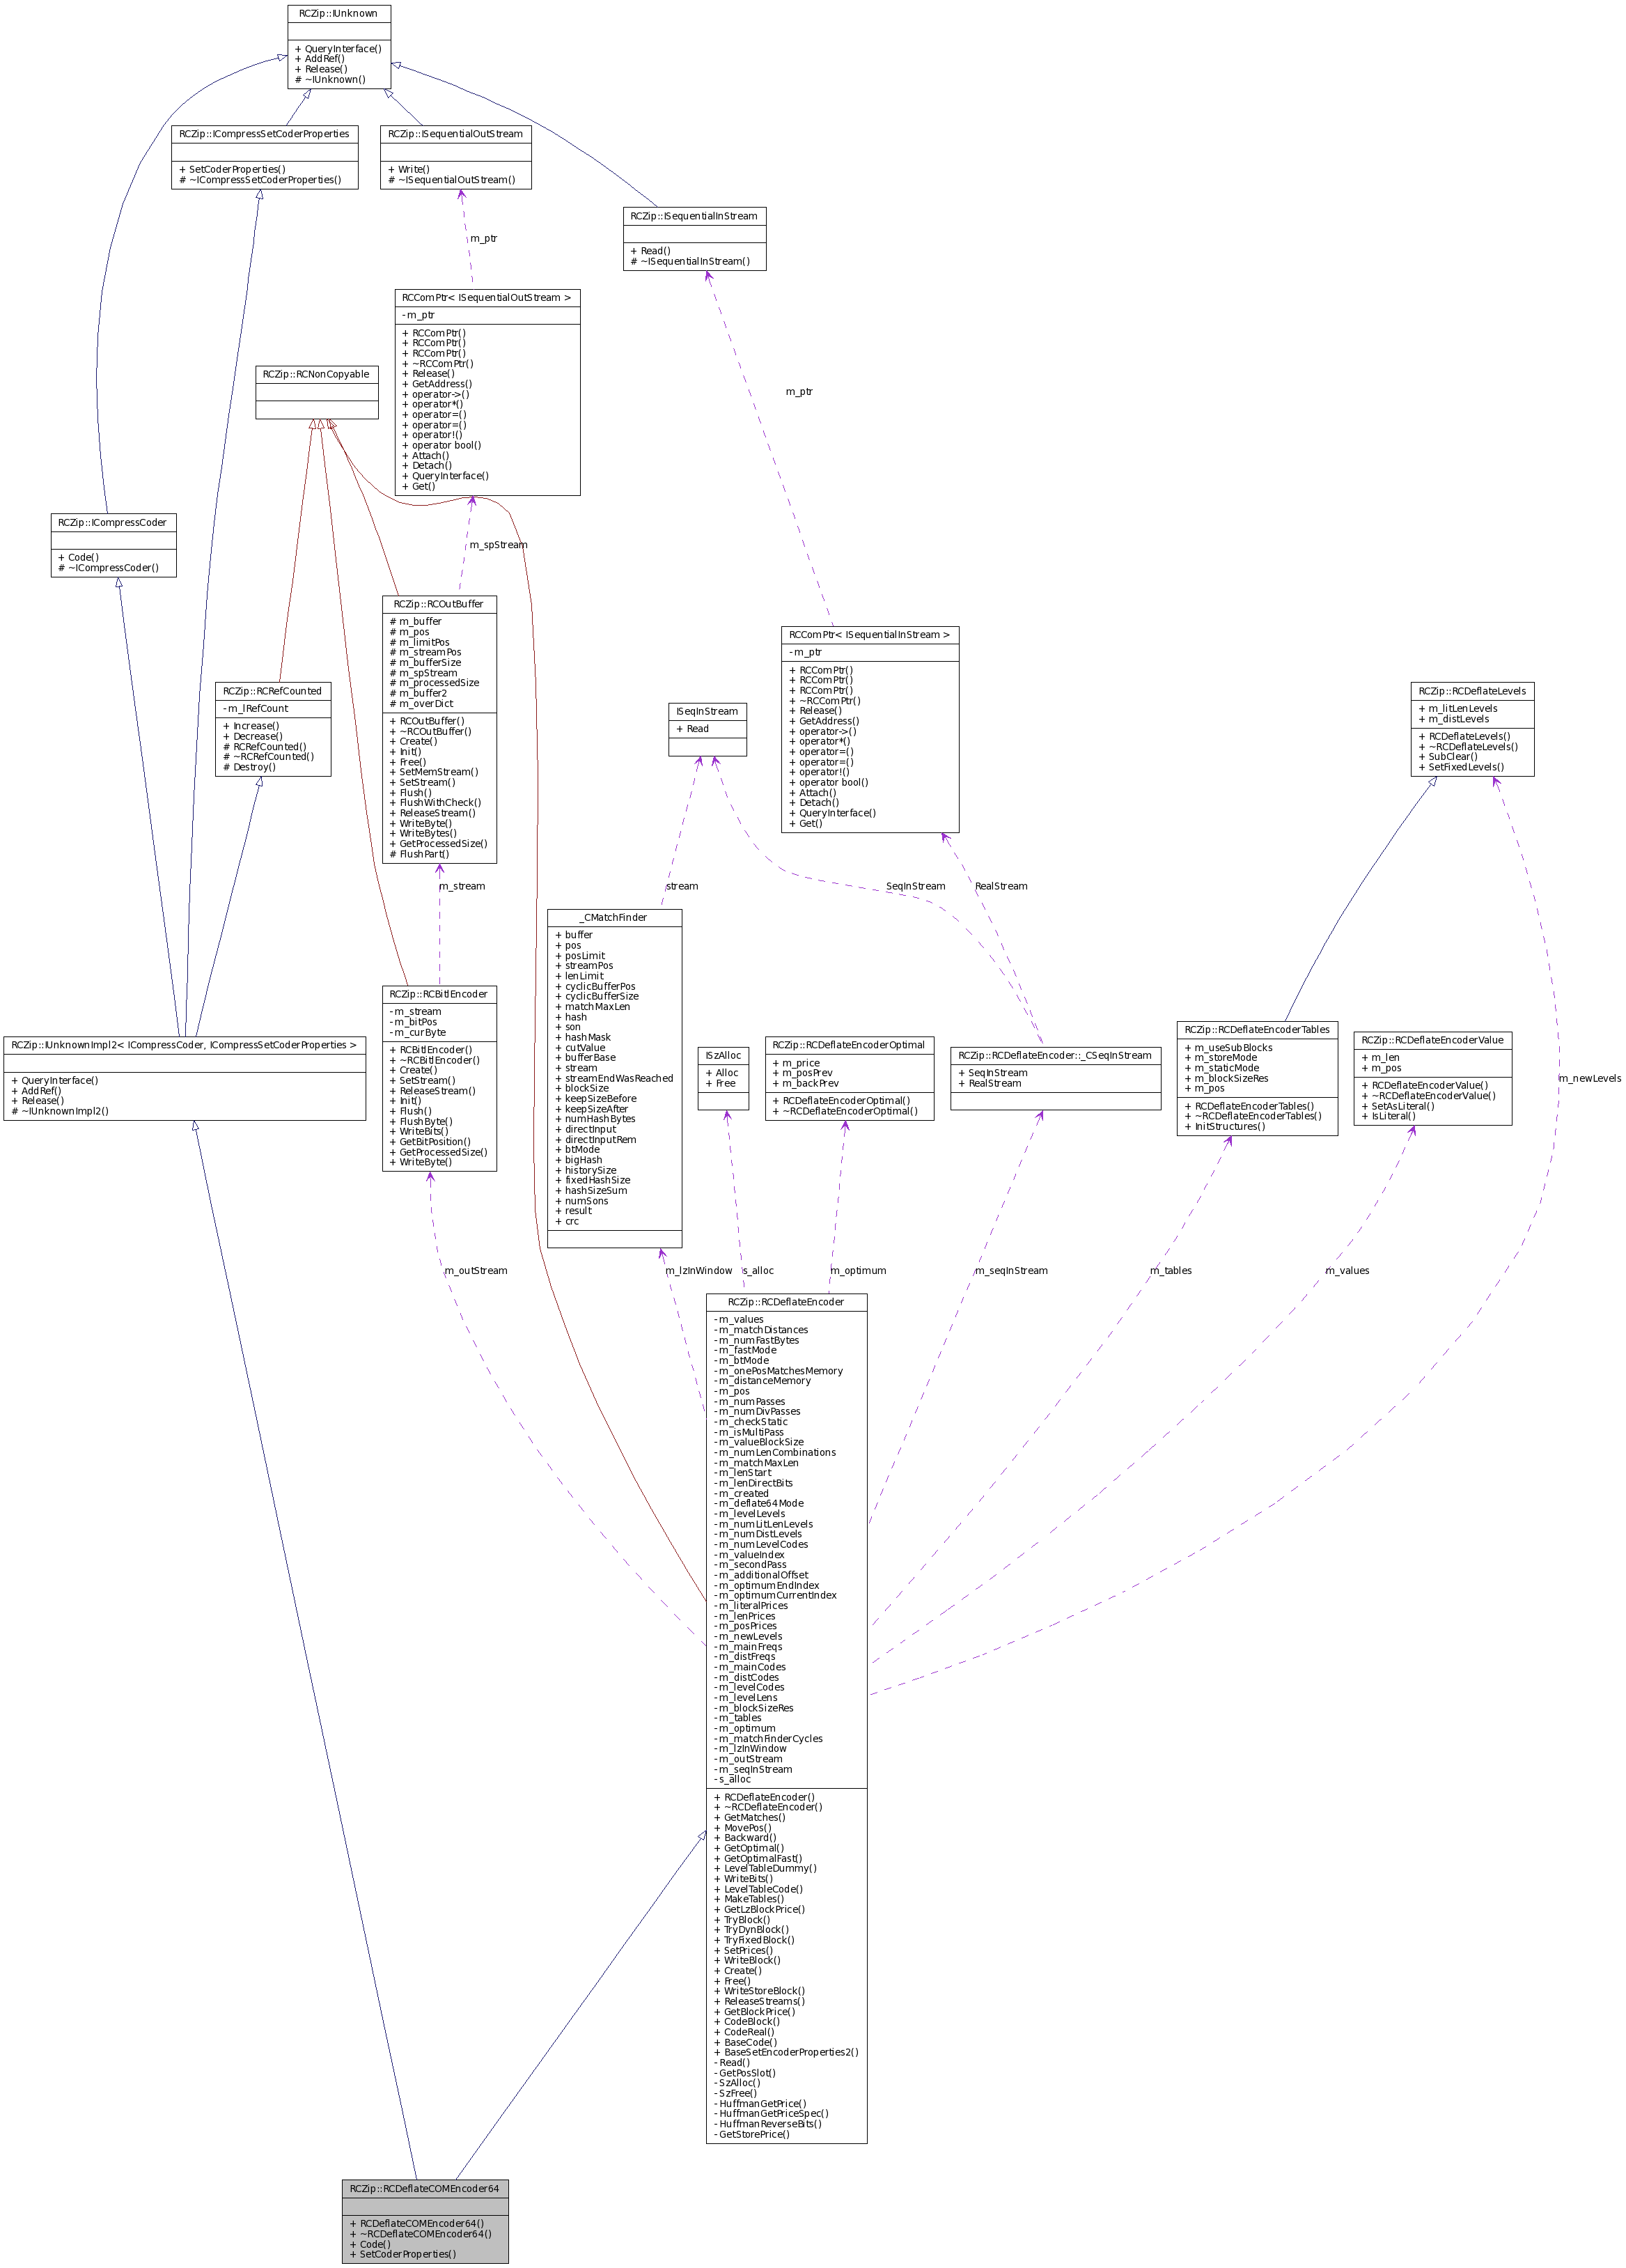 RCZip::IUnknown
+ QueryInterface()
+ AddRef()
+ Release()
# ~IUnknown()
RCZip::ICompressSetCoderProperties
+ SetCoderProperties()
# ~ICompressSetCoderProperties()
RCZip::ISequentialOutStream
+ Write()
# ~ISequentialOutStream()
RCZip::ISequentialInStream
+ Read()
# ~ISequentialInStream()
m_ptr
RCComPtr< ISequentialOutStream >
- m_ptr
+ RCComPtr()
+ RCComPtr()
+ RCComPtr()
+ ~RCComPtr()
+ Release()
+ GetAddress()
+ operator->()
+ operator*()
+ operator=()
+ operator=()
+ operator!()
+ operator bool()
+ Attach()
+ Detach()
+ QueryInterface()
+ Get()
RCZip::RCNonCopyable
m_ptr
RCZip::ICompressCoder
+ Code()
# ~ICompressCoder()
m_spStream
RCZip::RCOutBuffer
# m_buffer
# m_pos
# m_limitPos
# m_streamPos
# m_bufferSize
# m_spStream
# m_processedSize
# m_buffer2
# m_overDict
+ RCOutBuffer()
+ ~RCOutBuffer()
+ Create()
+ Init()
+ Free()
+ SetMemStream()
+ SetStream()
+ Flush()
+ FlushWithCheck()
+ ReleaseStream()
+ WriteByte()
+ WriteBytes()
+ GetProcessedSize()
# FlushPart()
RCComPtr< ISequentialInStream >
- m_ptr
+ RCComPtr()
+ RCComPtr()
+ RCComPtr()
+ ~RCComPtr()
+ Release()
+ GetAddress()
+ operator->()
+ operator*()
+ operator=()
+ operator=()
+ operator!()
+ operator bool()
+ Attach()
+ Detach()
+ QueryInterface()
+ Get()
RCZip::RCRefCounted
- m_lRefCount
+ Increase()
+ Decrease()
# RCRefCounted()
# ~RCRefCounted()
# Destroy()
ISeqInStream
+ Read
RCZip::RCDeflateLevels
+ m_litLenLevels
+ m_distLevels
+ RCDeflateLevels()
+ ~RCDeflateLevels()
+ SubClear()
+ SetFixedLevels()
m_stream
stream
SeqInStream
RealStream
_CMatchFinder
+ buffer
+ pos
+ posLimit
+ streamPos
+ lenLimit
+ cyclicBufferPos
+ cyclicBufferSize
+ matchMaxLen
+ hash
+ son
+ hashMask
+ cutValue
+ bufferBase
+ stream
+ streamEndWasReached
+ blockSize
+ keepSizeBefore
+ keepSizeAfter
+ numHashBytes
+ directInput
+ directInputRem
+ btMode
+ bigHash
+ historySize
+ fixedHashSize
+ hashSizeSum
+ numSons
+ result
+ crc
RCZip::RCBitlEncoder
- m_stream
- m_bitPos
- m_curByte
+ RCBitlEncoder()
+ ~RCBitlEncoder()
+ Create()
+ SetStream()
+ ReleaseStream()
+ Init()
+ Flush()
+ FlushByte()
+ WriteBits()
+ GetBitPosition()
+ GetProcessedSize()
+ WriteByte()
RCZip::IUnknownImpl2< ICompressCoder, ICompressSetCoderProperties >
+ QueryInterface()
+ AddRef()
+ Release()
# ~IUnknownImpl2()
ISzAlloc
+ Alloc
+ Free
RCZip::RCDeflateEncoderOptimal
+ m_price
+ m_posPrev
+ m_backPrev
+ RCDeflateEncoderOptimal()
+ ~RCDeflateEncoderOptimal()
RCZip::RCDeflateEncoder::_CSeqInStream
+ SeqInStream
+ RealStream
RCZip::RCDeflateEncoderTables
+ m_useSubBlocks
+ m_storeMode
+ m_staticMode
+ m_blockSizeRes
+ m_pos
+ RCDeflateEncoderTables()
+ ~RCDeflateEncoderTables()
+ InitStructures()
RCZip::RCDeflateEncoderValue
+ m_len
+ m_pos
+ RCDeflateEncoderValue()
+ ~RCDeflateEncoderValue()
+ SetAsLiteral()
+ IsLiteral()
m_newLevels
m_outStream
m_lzInWindow
s_alloc
m_optimum
m_seqInStream
m_tables
m_values
RCZip::RCDeflateEncoder
- m_values
- m_matchDistances
- m_numFastBytes
- m_fastMode
- m_btMode
- m_onePosMatchesMemory
- m_distanceMemory
- m_pos
- m_numPasses
- m_numDivPasses
- m_checkStatic
- m_isMultiPass
- m_valueBlockSize
- m_numLenCombinations
- m_matchMaxLen
- m_lenStart
- m_lenDirectBits
- m_created
- m_deflate64Mode
- m_levelLevels
- m_numLitLenLevels
- m_numDistLevels
- m_numLevelCodes
- m_valueIndex
- m_secondPass
- m_additionalOffset
- m_optimumEndIndex
- m_optimumCurrentIndex
- m_literalPrices
- m_lenPrices
- m_posPrices
- m_newLevels
- m_mainFreqs
- m_distFreqs
- m_mainCodes
- m_distCodes
- m_levelCodes
- m_levelLens
- m_blockSizeRes
- m_tables
- m_optimum
- m_matchFinderCycles
- m_lzInWindow
- m_outStream
- m_seqInStream
- s_alloc
+ RCDeflateEncoder()
+ ~RCDeflateEncoder()
+ GetMatches()
+ MovePos()
+ Backward()
+ GetOptimal()
+ GetOptimalFast()
+ LevelTableDummy()
+ WriteBits()
+ LevelTableCode()
+ MakeTables()
+ GetLzBlockPrice()
+ TryBlock()
+ TryDynBlock()
+ TryFixedBlock()
+ SetPrices()
+ WriteBlock()
+ Create()
+ Free()
+ WriteStoreBlock()
+ ReleaseStreams()
+ GetBlockPrice()
+ CodeBlock()
+ CodeReal()
+ BaseCode()
+ BaseSetEncoderProperties2()
- Read()
- GetPosSlot()
- SzAlloc()
- SzFree()
- HuffmanGetPrice()
- HuffmanGetPriceSpec()
- HuffmanReverseBits()
- GetStorePrice()
RCZip::RCDeflateCOMEncoder64
+ RCDeflateCOMEncoder64()
+ ~RCDeflateCOMEncoder64()
+ Code()
+ SetCoderProperties()